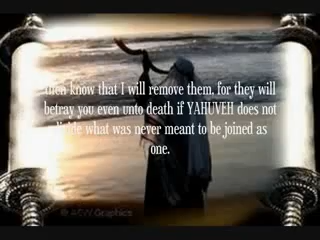 then know that I will remove them, for they will
betray you even unto death if YAHUVEH does not
divide what was never meant to be joined as
one.
© AEW Graphics